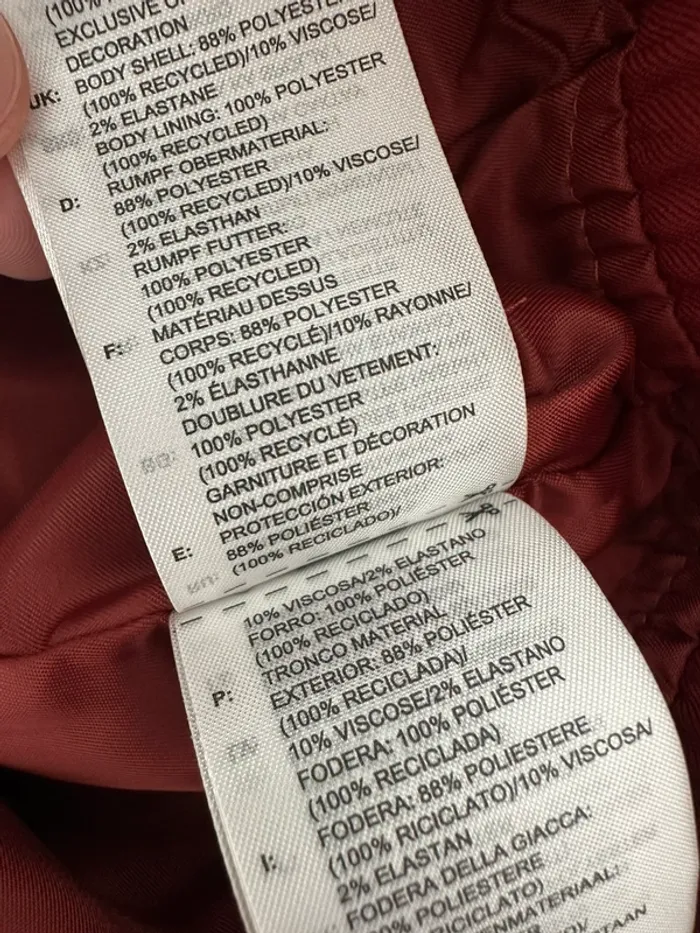 (100%
EXCLUSIVE OF
DECORATION
UK: BODY SHELL: 88% POLYESTER
(100% RECYCLED)/10% VISCOSE/
2% ELASTANE
BODY LINING: 100% POLYESTER
(100% RECYCLED)
D: RUMPF OBERMATERIAL:
88% POLYESTER
(100% RECYCLED)/10% VISCOSE/
2% ELASTHAN
RUMPF FUTTER:
100% POLYESTER
(100% RECYCLED)
F: MATÉRIAU DESSUS
CORPS: 88% POLYESTER
(100% RECYCLÉ)/10% RAYONNE/
2% ÉLASTHANNE
DOUBLURE DU VETEMENT:
100% POLYESTER
(100% RECYCLÉ)
GARNITURE ET DÉCORATION
NON-COMPRISE
E: PROTECCIÓN EXTERIOR:
88% POLIÉSTER
(100% RECICLADO)/
10% VISCOSA/2% ELASTANO
FORRO: 100% POLIÉSTER
(100% RECICLADO)
P: TRONCO MATERIAL
EXTERIOR: 88% POLIÉSTER
(100% RECICLADA)/
10% VISCOSE/2% ELASTANO
FODERA: 100% POLIÉSTER
(100% RECICLADA)
I: FODERA: 88% POLIESTERE
(100% RICICLATO)/10% VISCOSA/
2% ELASTAN
FODERA DELLA GIACCA:
POLIESTERE
RICICLATO)